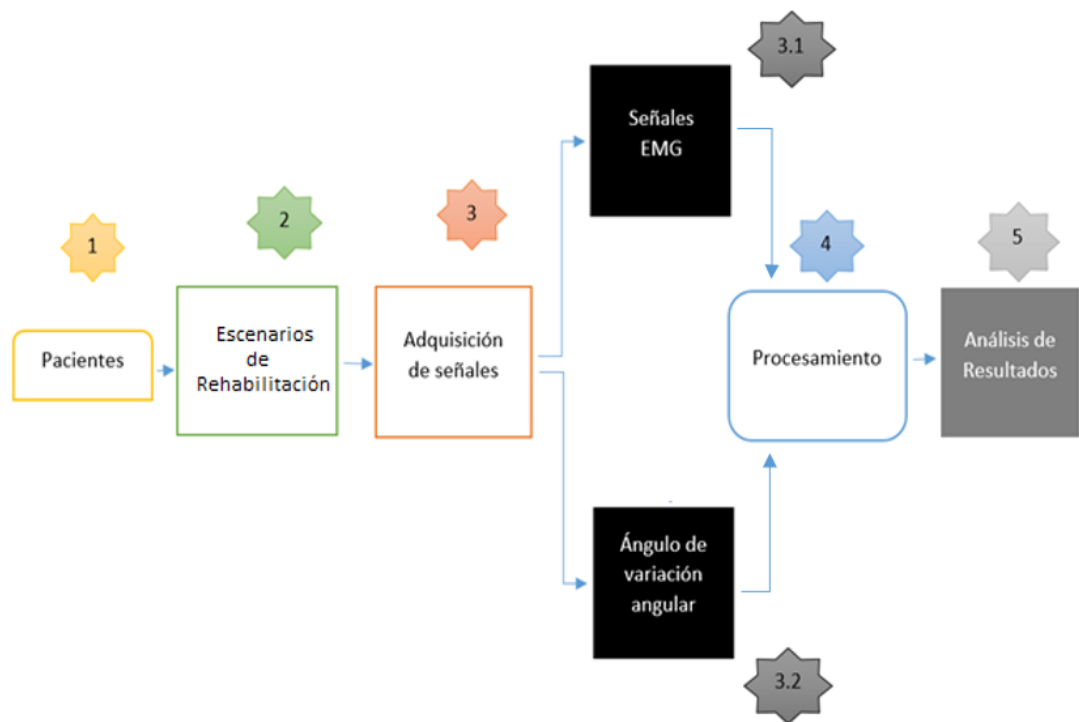 1
Pacientes
2
Escenarios
de
Rehabilitación
3
Adquisición
de señales
3.1
Señales
EMG
3.2
Ángulo de
variación
angular
4
Procesamiento
5
Análisis de
Resultados